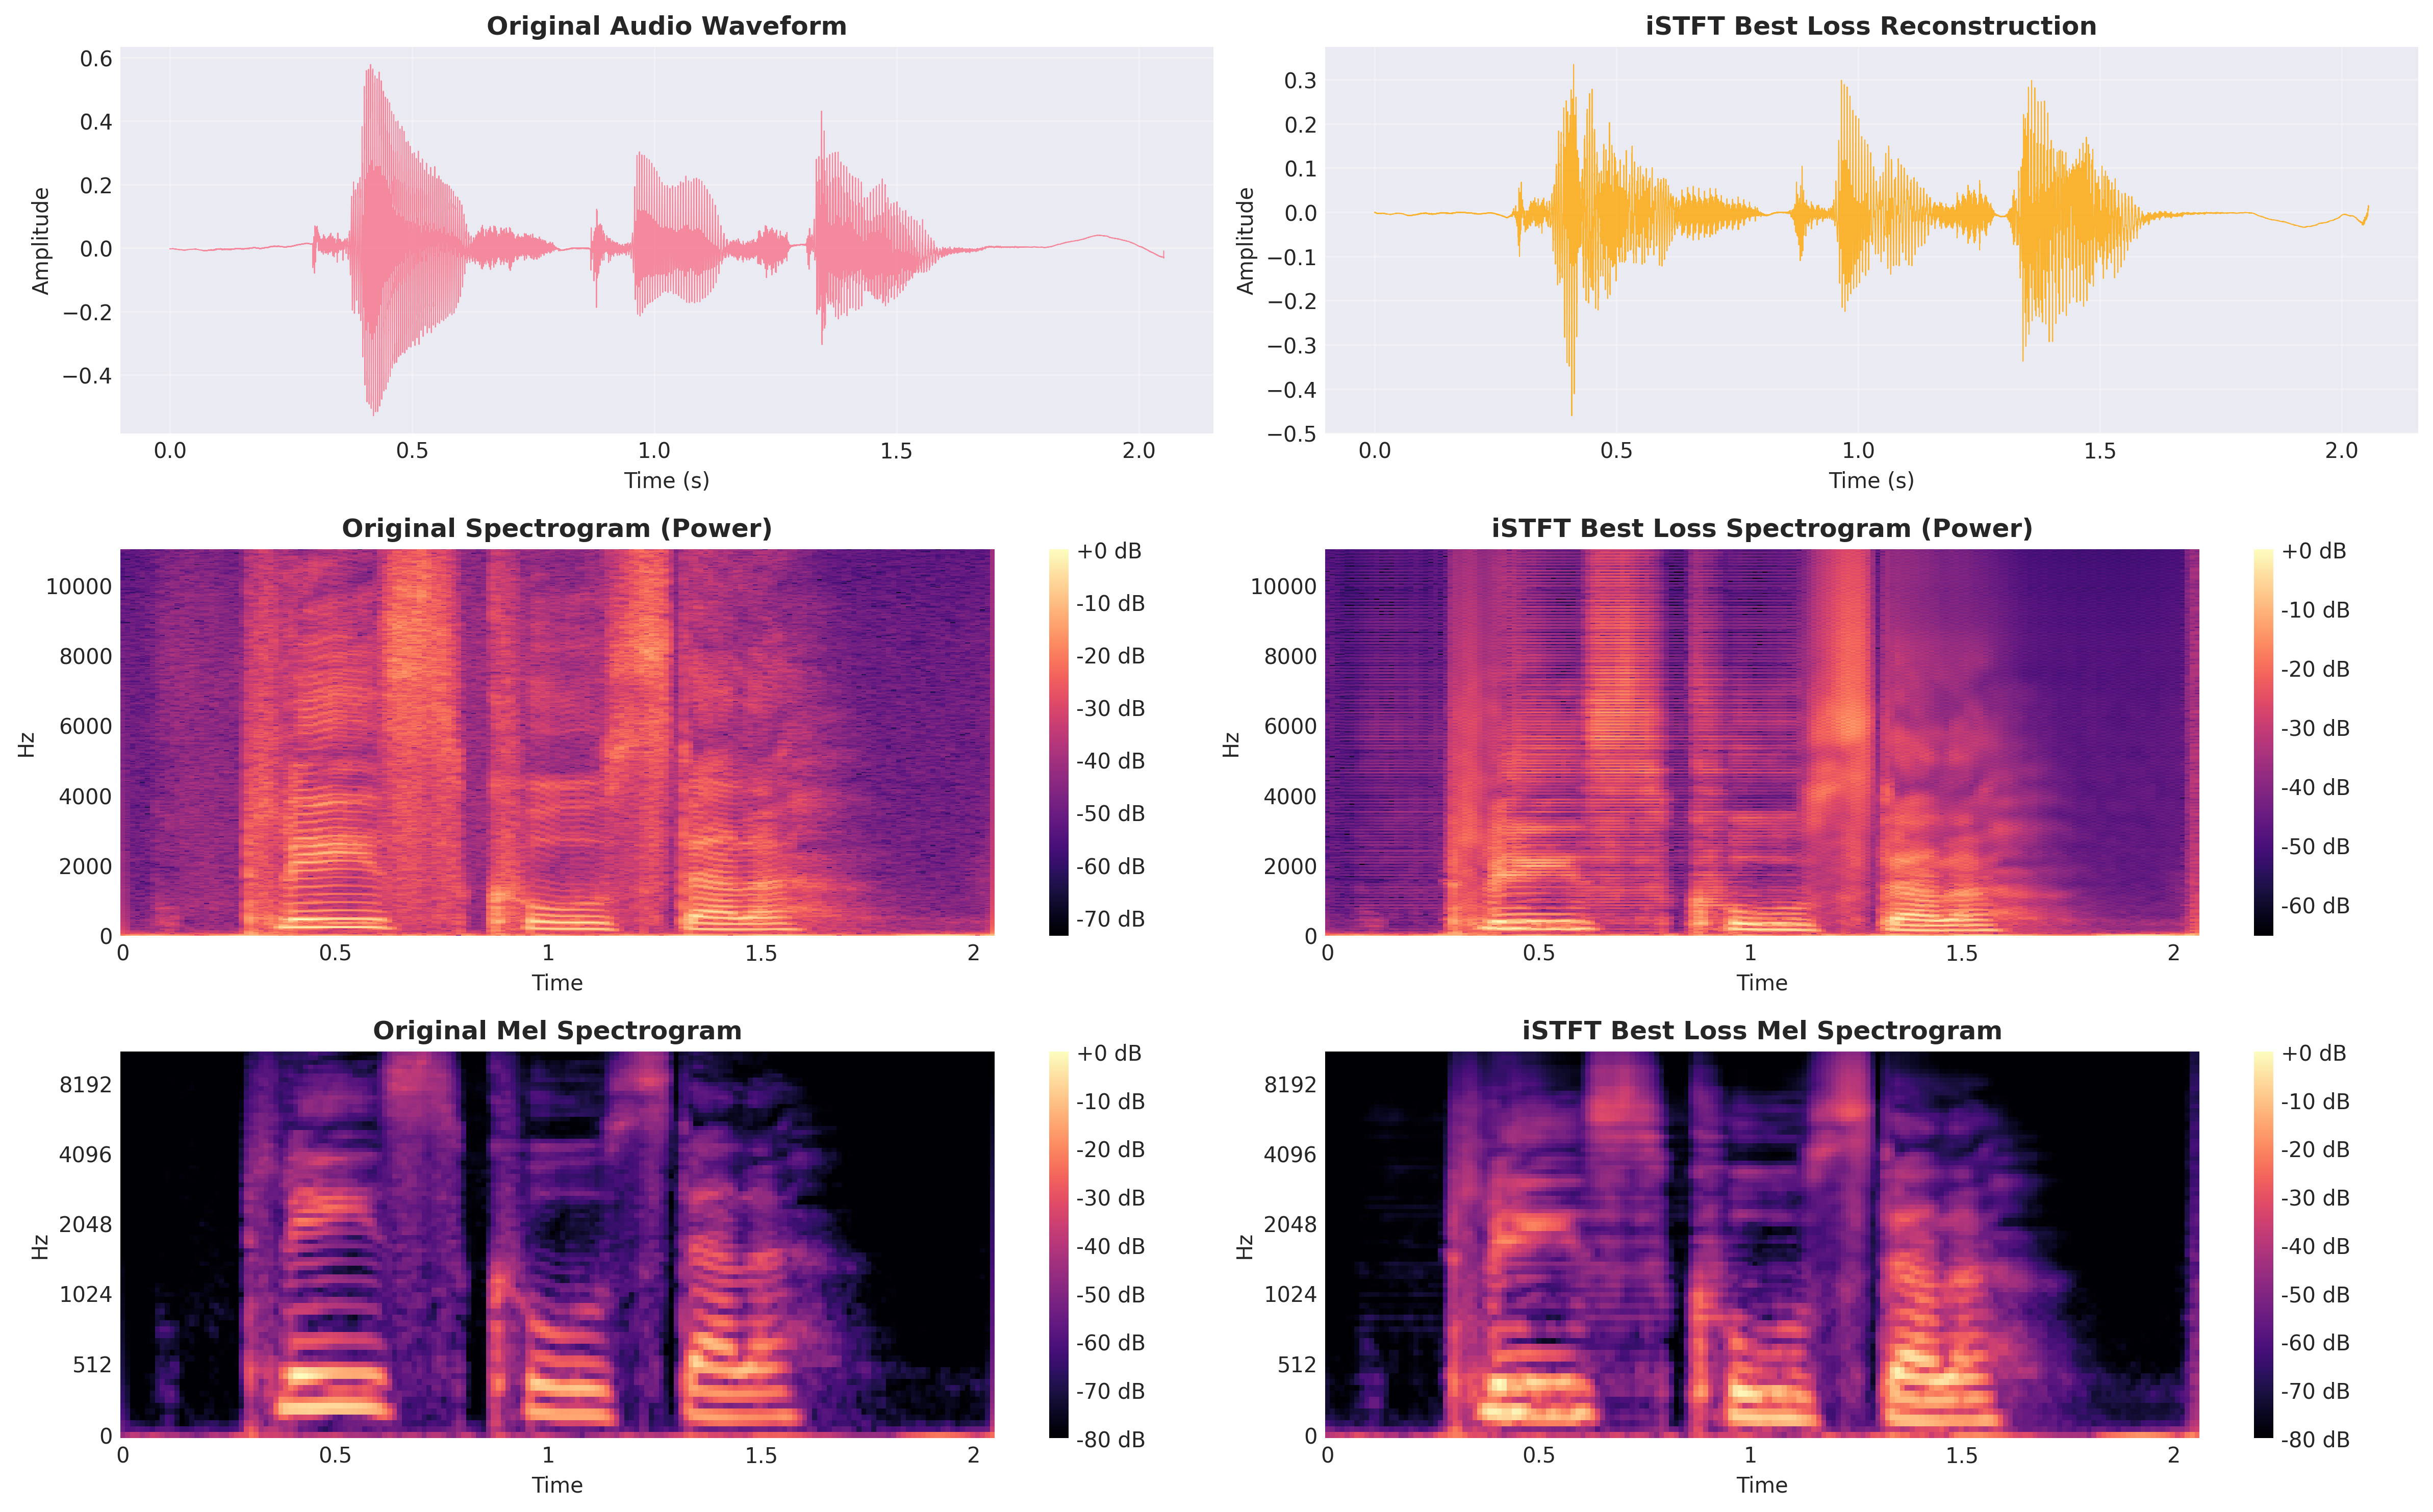 Original Audio Waveform
0.6
0.4
0.2
0.0
−0.2
−0.4
Amplitude
0.0 0.5 1.0 1.5 2.0
Time (s)
iSTFT Best Loss Reconstruction
0.3
0.2
0.1
0.0
−0.1
−0.2
−0.3
−0.4
−0.5
Amplitude
0.0 0.5 1.0 1.5 2.0
Time (s)
Original Spectrogram (Power)
10000
8000
6000
4000
2000
0
Hz
0 0.5 1 1.5 2
Time
+0 dB
-10 dB
-20 dB
-30 dB
-40 dB
-50 dB
-60 dB
-70 dB
iSTFT Best Loss Spectrogram (Power)
10000
8000
6000
4000
2000
0
Hz
0 0.5 1 1.5 2
Time
+0 dB
-10 dB
-20 dB
-30 dB
-40 dB
-50 dB
-60 dB
Original Mel Spectrogram
8192
4096
2048
1024
512
0
Hz
0 0.5 1 1.5 2
Time
+0 dB
-10 dB
-20 dB
-30 dB
-40 dB
-50 dB
-60 dB
-70 dB
-80 dB
iSTFT Best Loss Mel Spectrogram
8192
4096
2048
1024
512
0
Hz
0 0.5 1 1.5 2
Time
+0 dB
-10 dB
-20 dB
-30 dB
-40 dB
-50 dB
-60 dB
-70 dB
-80 dB